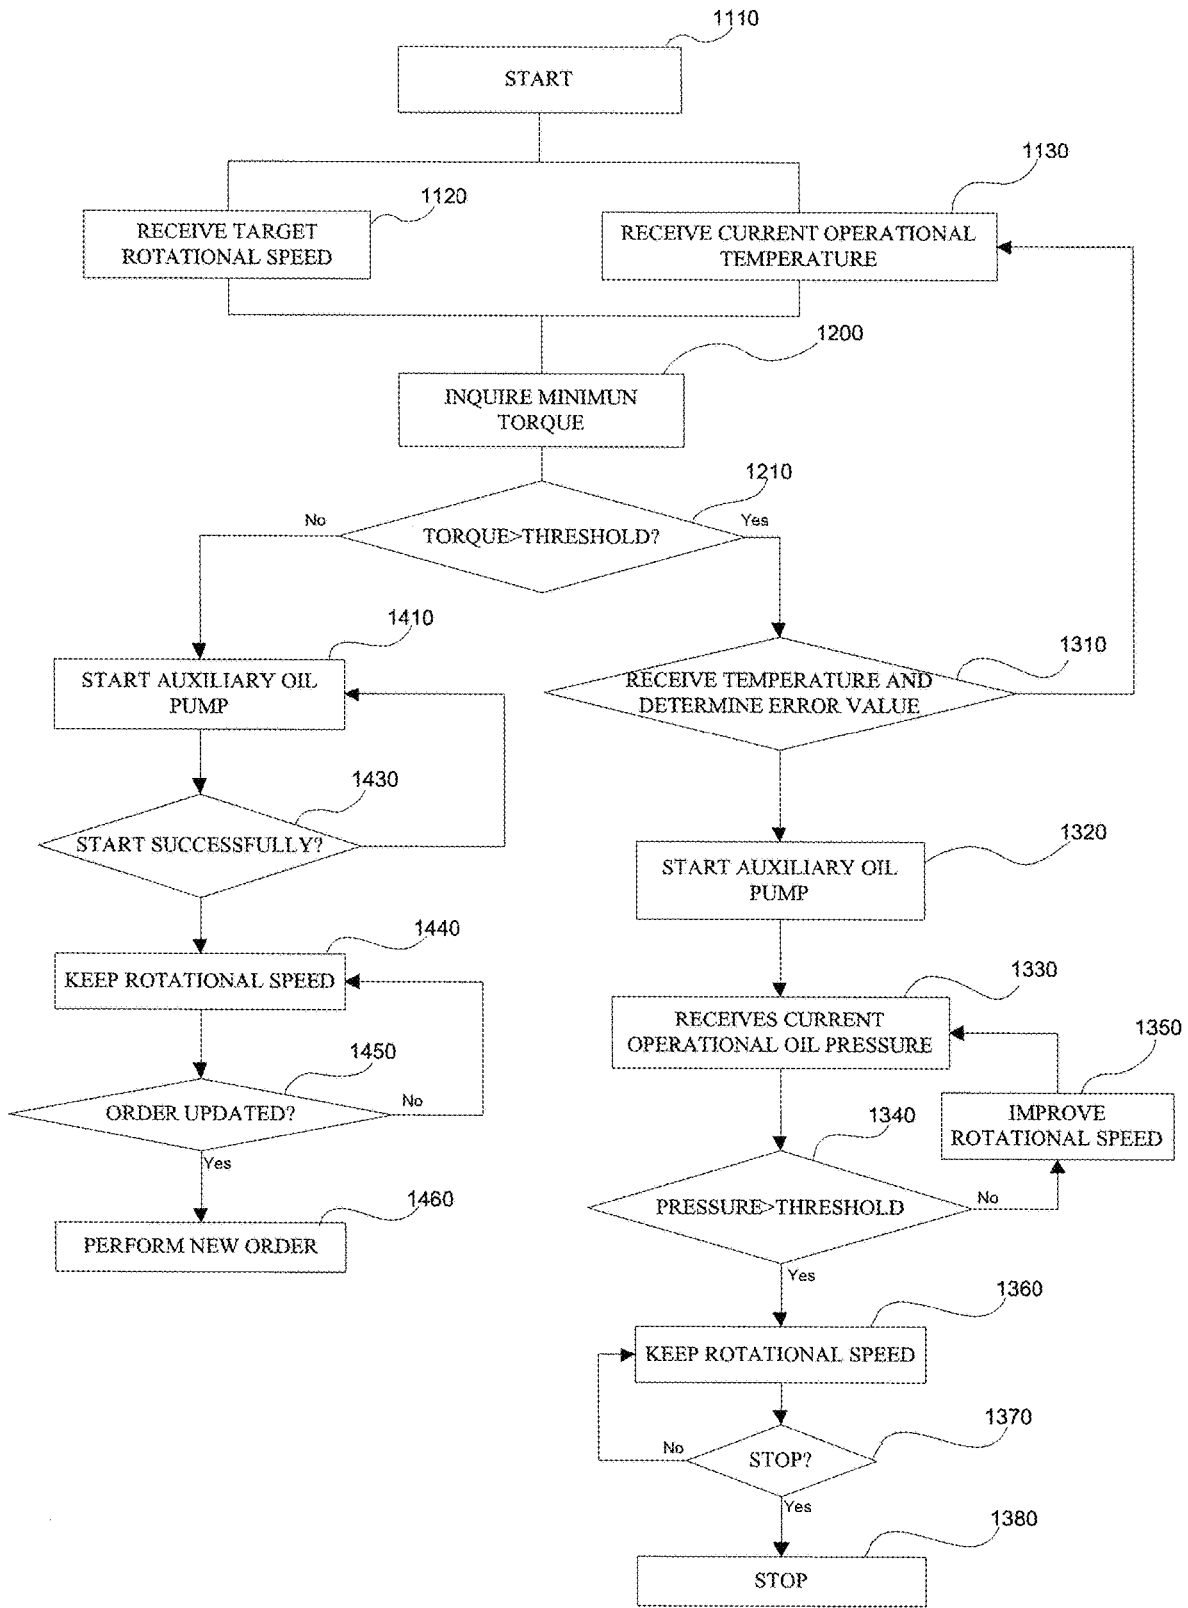 1110
START
1130
1120
RECEIVE TARGET
ROTATIONAL SPEED
RECEIVE CURRENT OPERATIONAL
TEMPERATURE
1200
INQUIRE MINIMUN
TORQUE
1210
No
TORQUE>THRESHOLD?
Yes
1410
START AUXILIARY OIL
PUMP
1310
RECEIVE TEMPERATURE AND
DETERMINE ERROR VALUE
1430
START SUCCESSFULLY?
1320
START AUXILIARY OIL
PUMP
1440
KEEP ROTATIONAL SPEED
1330
RECEIVES CURRENT
OPERATIONAL OIL PRESSURE
1350
IMPROVE
ROTATIONAL SPEED
1450
ORDER UPDATED?
No
Yes
1340
PRESSURE>THRESHOLD
No
Yes
1460
PERFORM NEW ORDER
1360
KEEP ROTATIONAL SPEED
1370
No
STOP?
Yes
1380
STOP